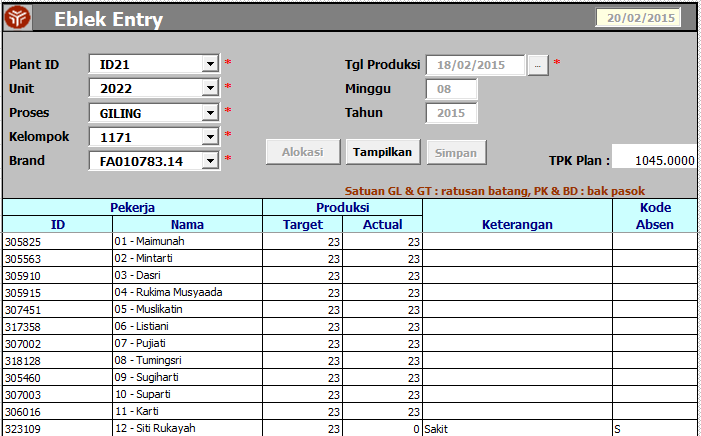 Eblek Entry 20/02/2015
Plant ID ID21 * Tgl Produksi 18/02/2015 ... *
Unit 2022 * Minggu 08
Proses GILING * Tahun 2015
Kelompok 1171 *
Brand FA010783.14 * Alokasi Tampilkan Simpan TPK Plan : 1045.0000
Satuan GL & GT : ratusan batang, PK & BD : bak pasok
Pekerja Produksi Keterangan Kode Absen
ID Nama Target Actual
305825 01 - Maimunah 23 23
305563 02 - Mintarti 23 23
305910 03 - Dasri 23 23
305915 04 - Rukima Musyaada 23 23
307451 05 - Muslikatin 23 23
317358 06 - Listiani 23 23
307002 07 - Pujiati 23 23
318128 08 - Tumingsri 23 23
305460 09 - Sugiharti 23 23
307003 10 - Suparti 23 23
306016 11 - Karti 23 23
323109 12 - Siti Rukayah 23 0 Sakit S